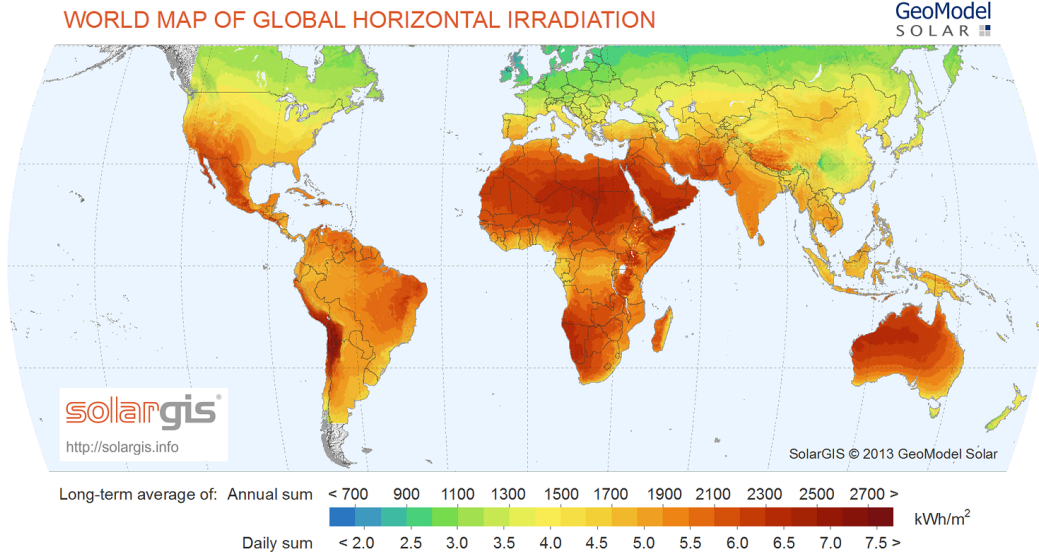 WORLD MAP OF GLOBAL HORIZONTAL IRRADIATION
GeoModel
SOLAR
solargis®
http://solargis.info
SolarGIS © 2013 GeoModel Solar
Long-term average of: Annual sum < 700 900 1100 1300 1500 1700 1900 2100 2300 2500 2700 >
kWh/m²
Daily sum < 2.0 2.5 3.0 3.5 4.0 4.5 5.0 5.5 6.0 6.5 7.0 7.5 >